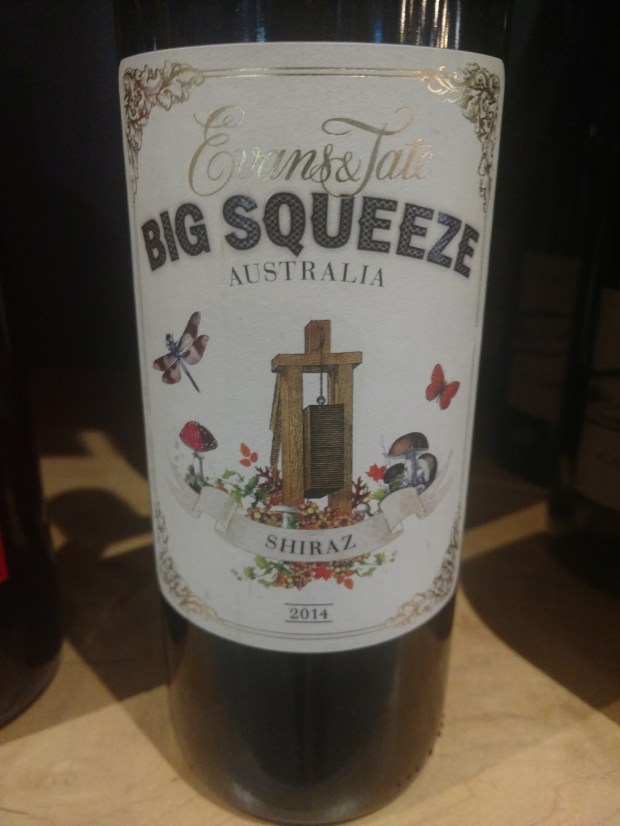 Evans & Tate
BIG SQUEEZE
AUSTRALIA
SHIRAZ
2014